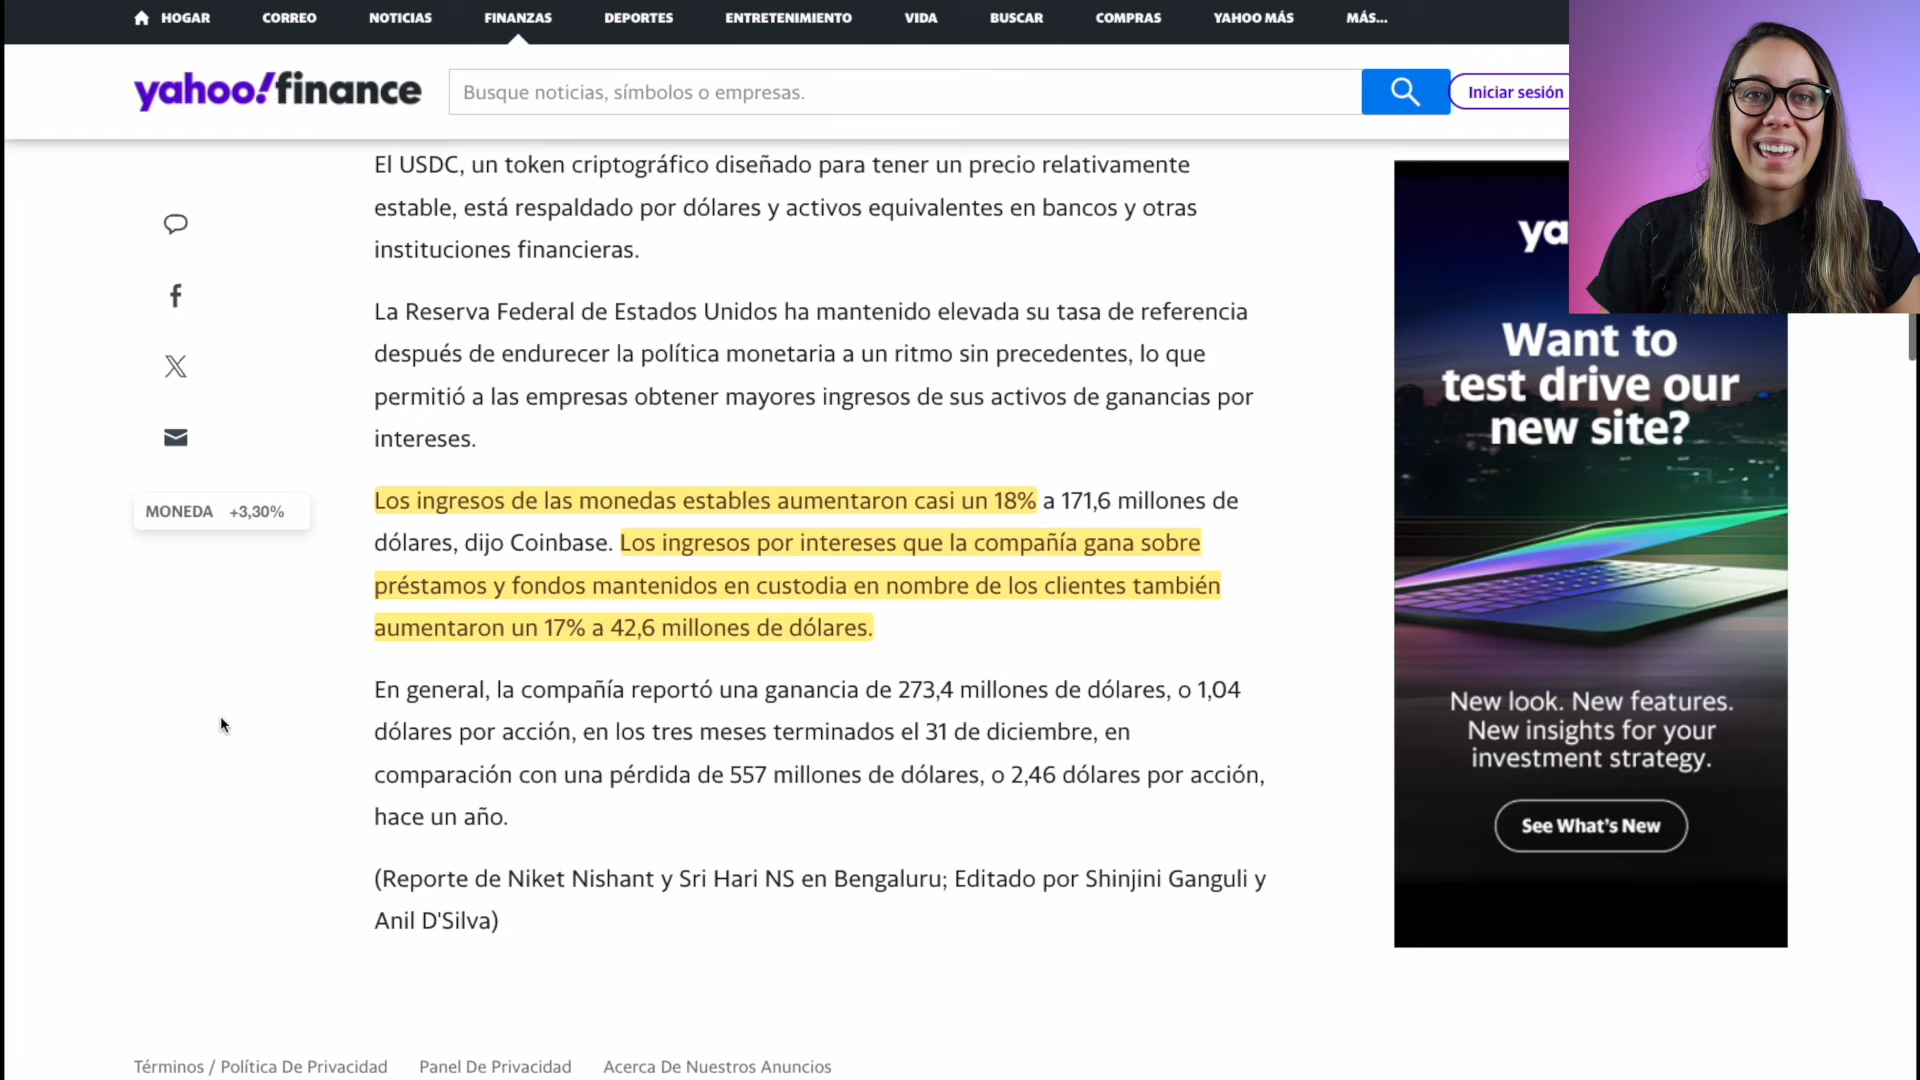 HOGAR CORREO NOTICIAS FINANZAS DEPORTES ENTRETENIMIENTO VIDA BUSCAR COMPRAS YAHOO MÁS MÁS...
yahoo!finance
Busque noticias, símbolos o empresas.
Iniciar sesión
El USDC, un token criptográfico diseñado para tener un precio relativamente
estable, está respaldado por dólares y activos equivalentes en bancos y otras
instituciones financieras.
La Reserva Federal de Estados Unidos ha mantenido elevada su tasa de referencia
después de endurecer la política monetaria a un ritmo sin precedentes, lo que
permitió a las empresas obtener mayores ingresos de sus activos de ganancias por
intereses.
MONEDA +3,30%
Los ingresos de las monedas estables aumentaron casi un 18% a 171,6 millones de
dólares, dijo Coinbase. Los ingresos por intereses que la compañía gana sobre
préstamos y fondos mantenidos en custodia en nombre de los clientes también
aumentaron un 17% a 42,6 millones de dólares.
En general, la compañía reportó una ganancia de 273,4 millones de dólares, o 1,04
dólares por acción, en los tres meses terminados el 31 de diciembre, en
comparación con una pérdida de 557 millones de dólares, o 2,46 dólares por acción,
hace un año.
(Reporte de Niket Nishant y Sri Hari NS en Bengaluru; Editado por Shinjini Ganguli y
Anil D'Silva)
ya
Want to
test drive our
new site?
New look. New features.
New insights for your
investment strategy.
See What's New
Términos / Política De Privacidad Panel De Privacidad Acerca De Nuestros Anuncios